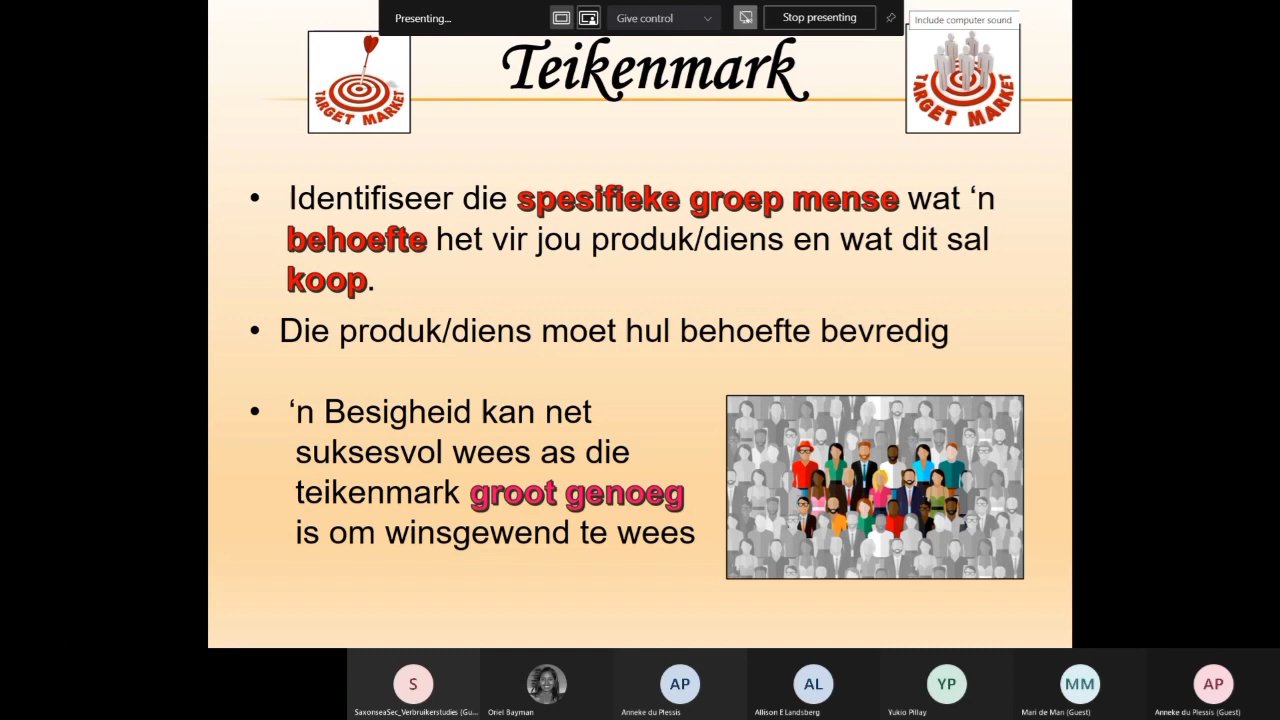 Presenting...
Give control
Stop presenting
Include computer sound
Teikenmark
TARGET MARKET
TARGET MARKET
• Identifiseer die spesifieke groep mense wat ‘n
behoefte het vir jou produk/diens en wat dit sal
koop.
• Die produk/diens moet hul behoefte bevredig
• ‘n Besigheid kan net
suksesvol wees as die
teikenmark groot genoeg
is om winsgewend te wees
S
AP
AL
YP
MM
AP
SaxonseaSec_Verbruikerstudies (Gu...
Oriel Bayman
Anneke du Plessis
Allison E Landsberg
Yukio Pillay
Mari de Man (Guest)
Anneke du Plessis (Guest)